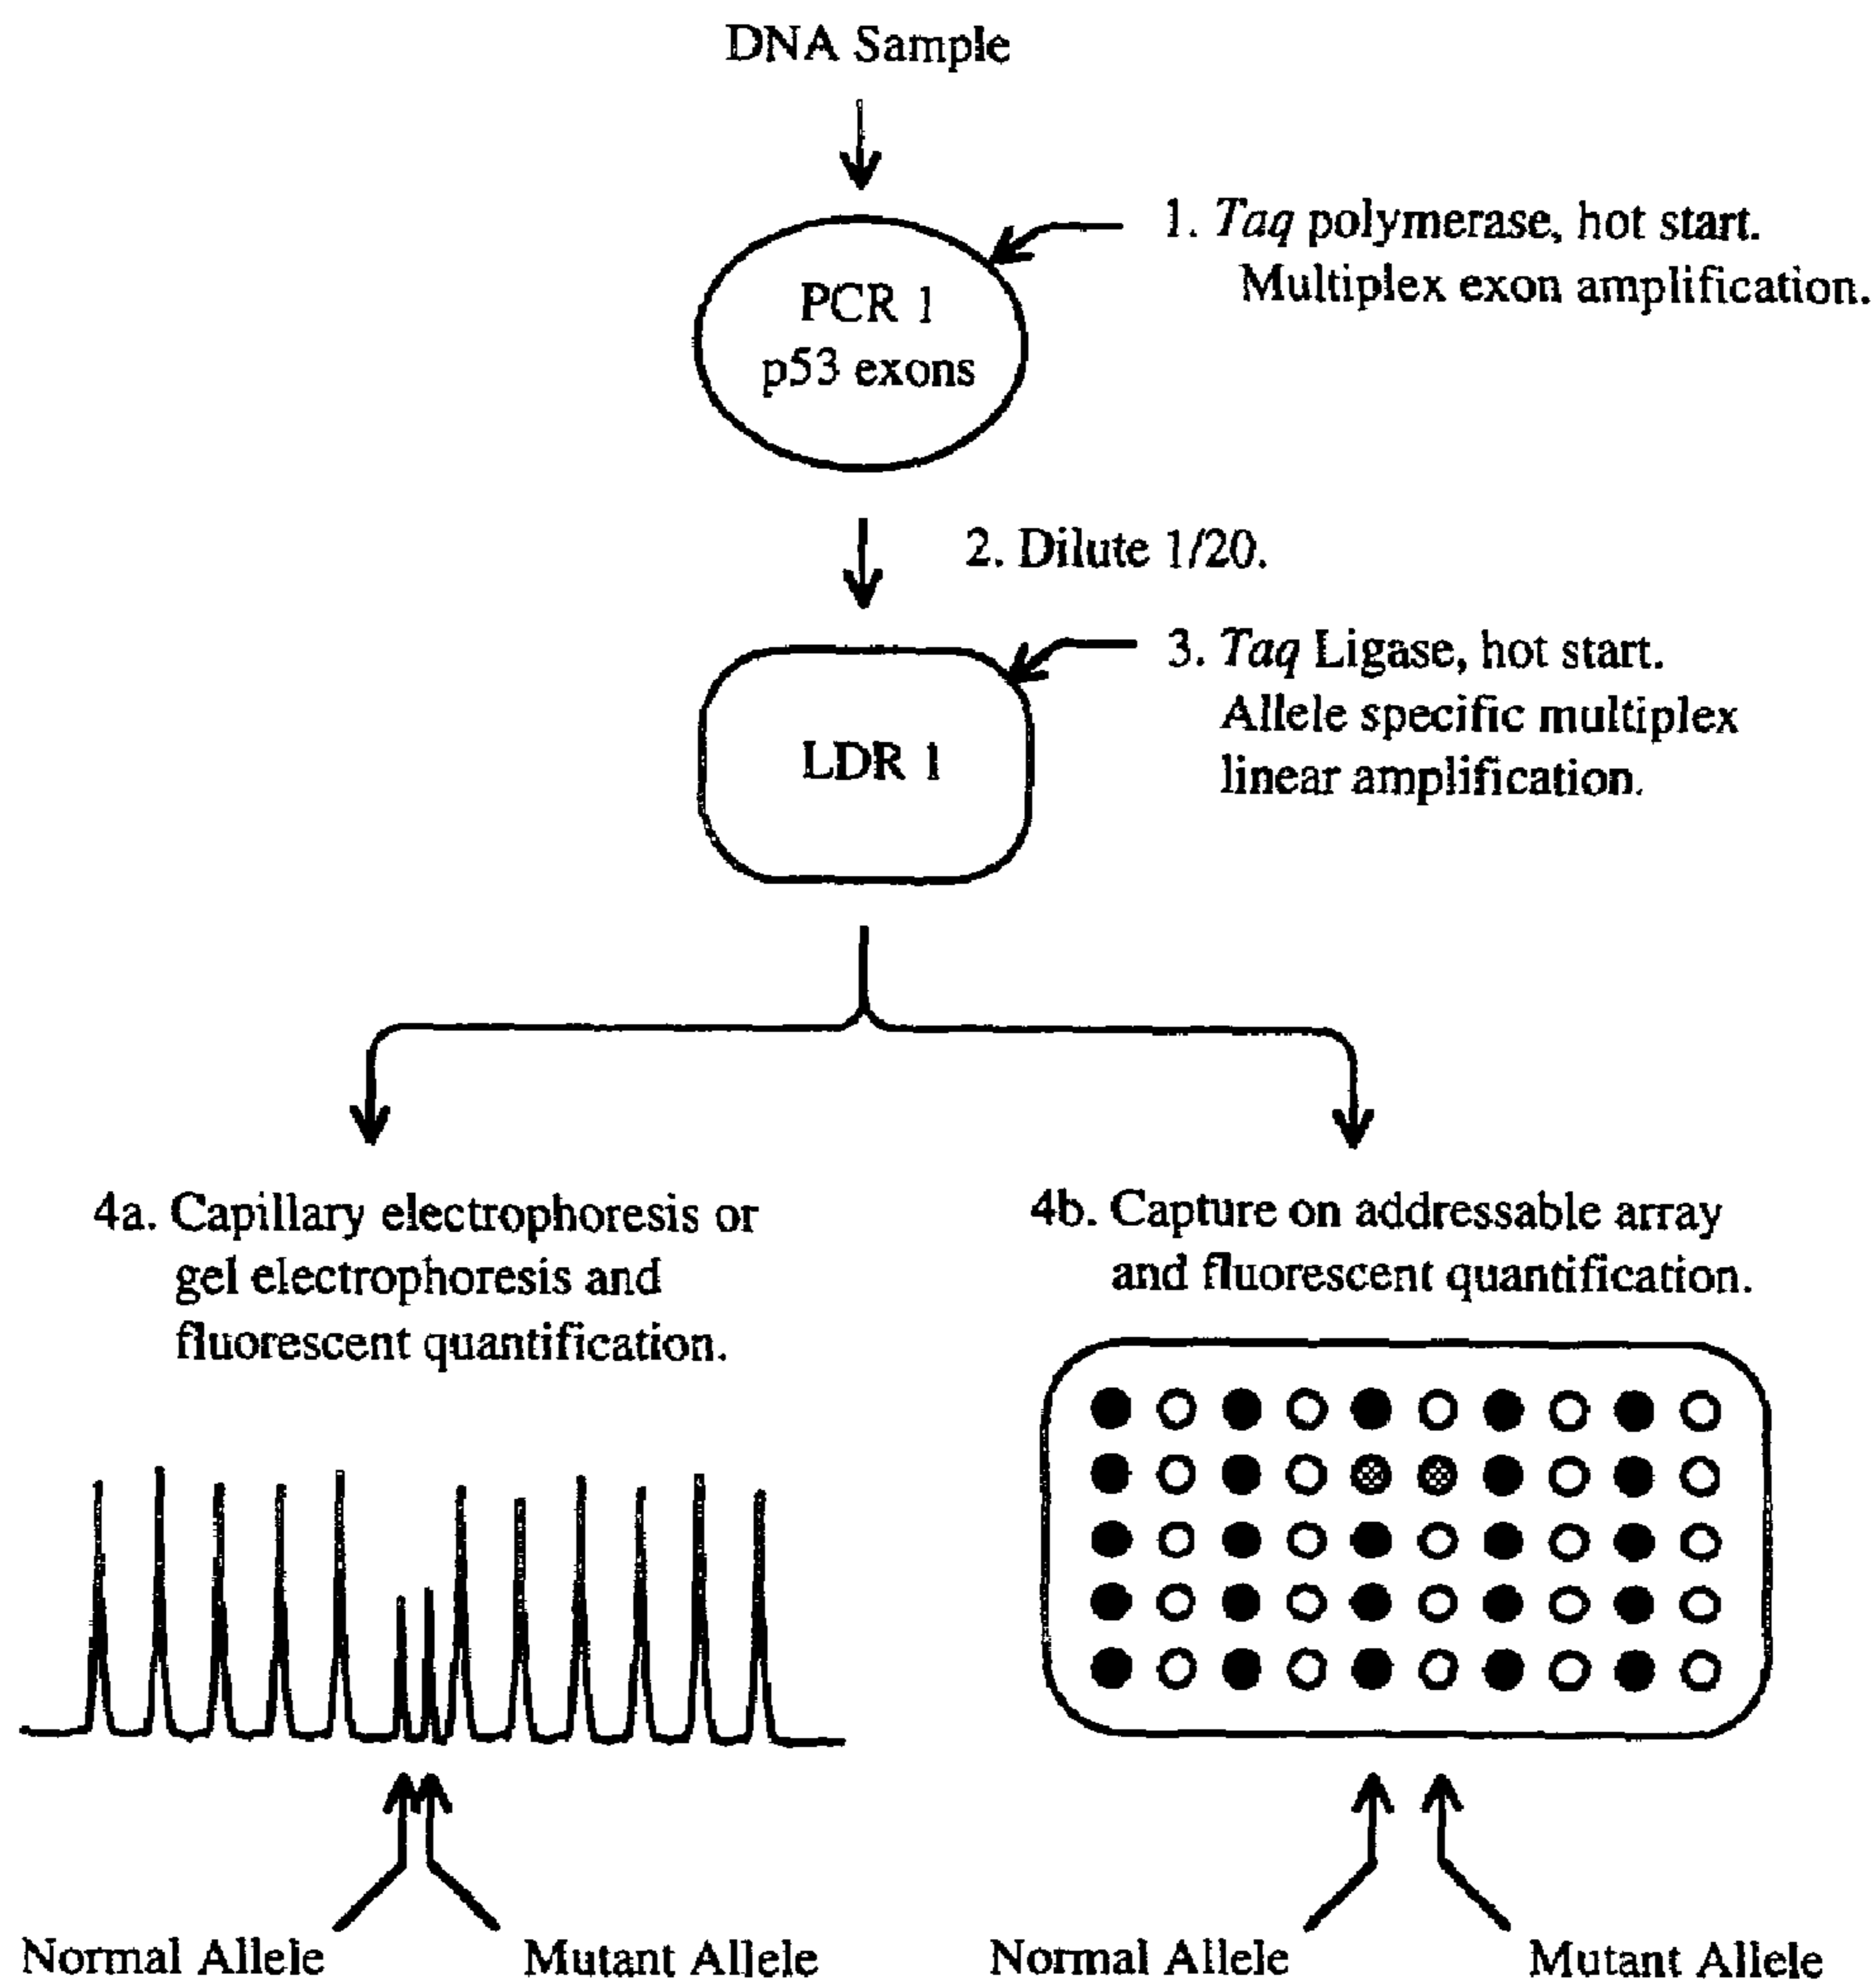 DNA Sample
1. Taq polymerase, hot start.
Multiplex exon amplification.
PCR 1
p53 exons
2. Dilute 1/20.
3. Taq Ligase, hot start.
Allele specific multiplex
linear amplification.
LDR 1
4a. Capillary electrophoresis or
gel electrophoresis and
fluorescent quantification.
4b. Capture on addressable array
and fluorescent quantification.
Normal Allele
Mutant Allele
Normal Allele
Mutant Allele